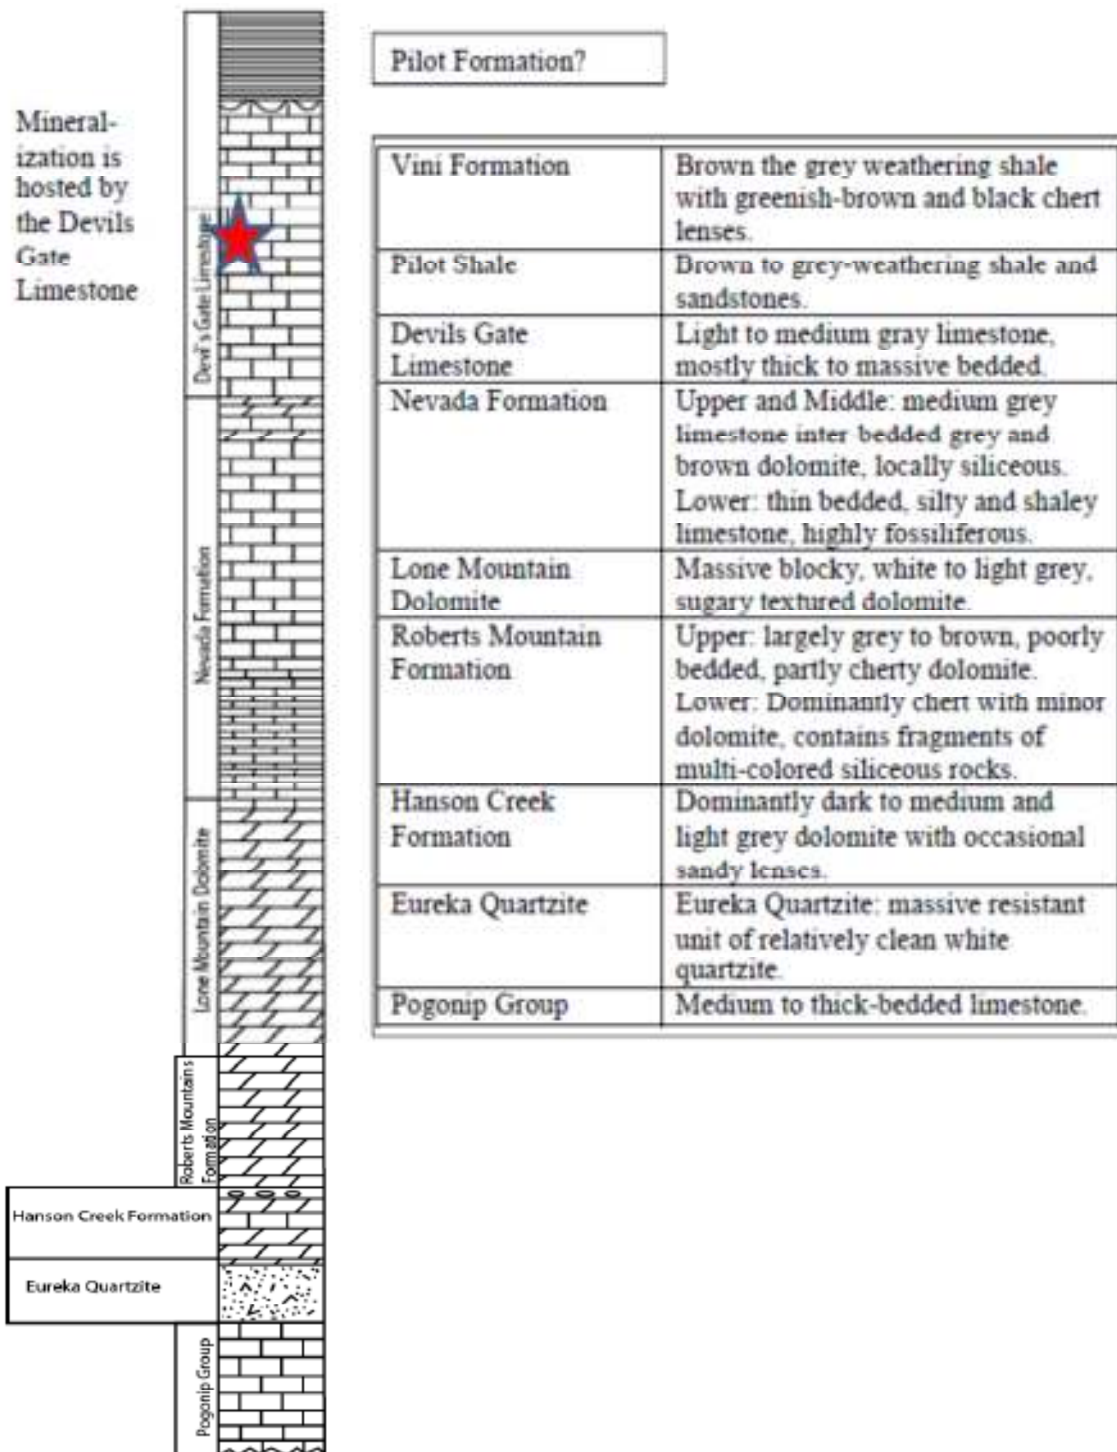 Pilot Formation?
Mineral-
ization is
hosted by
the Devils
Gate
Limestone
Vini Formation
Brown the grey weathering shale
with greenish-brown and black chert
lenses.
Pilot Shale
Brown to grey-weathering shale and
sandstones.
Devils Gate
Limestone
Light to medium gray limestone,
mostly thick to massive bedded.
Nevada Formation
Upper and Middle: medium grey
limestone inter bedded grey and
brown dolomite, locally siliceous.
Lower: thin bedded, silty and shaley
limestone, highly fossiliferous.
Lone Mountain
Dolomite
Massive blocky, white to light grey,
sugary textured dolomite.
Roberts Mountain
Formation
Upper: largely grey to brown, poorly
bedded, partly cherty dolomite.
Lower: Dominantly chert with minor
dolomite, contains fragments of
multi-colored siliceous rocks.
Hanson Creek
Formation
Dominantly dark to medium and
light grey dolomite with occasional
sandy lenses.
Eureka Quartzite
Eureka Quartzite: massive resistant
unit of relatively clean white
quartzite.
Pogonip Group
Medium to thick-bedded limestone.
Devil's Gate Limestone
Nevada Formation
Lone Mountain Dolomite
Roberts Mountains
Formation
Hanson Creek Formation
Eureka Quartzite
Pogonip Group